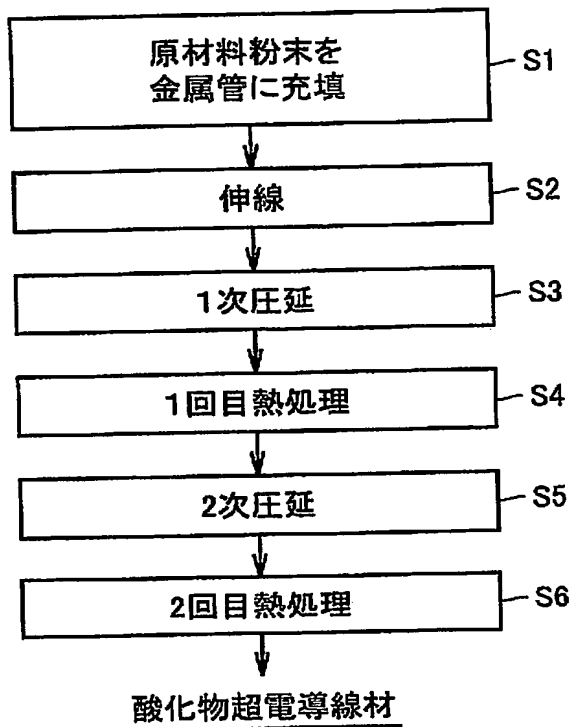 原材料粉末を
金属管に充填
S1
伸線
S2
1次圧延
S3
1回目熱処理
S4
2次圧延
S5
2回目熱処理
S6
酸化物超電導線材